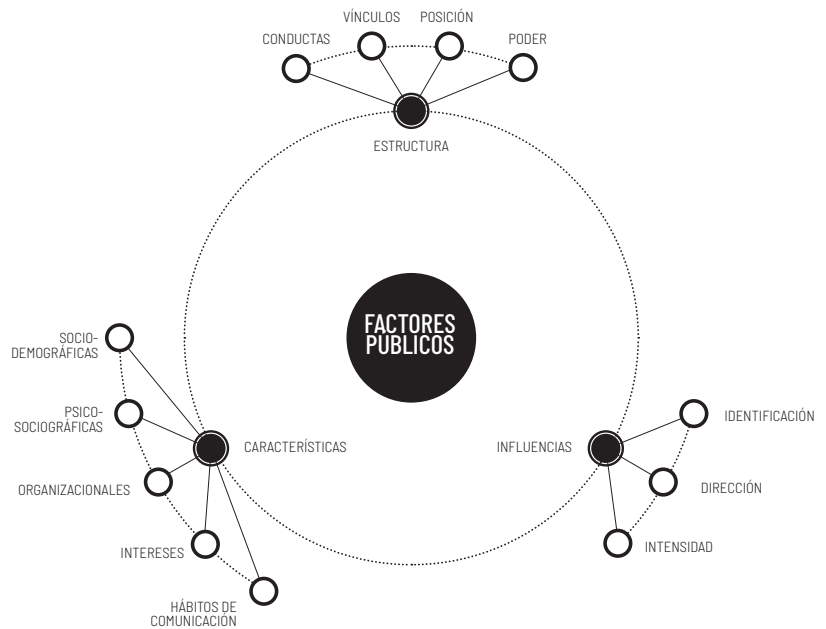 VÍNCULOS
POSICIÓN
CONDUCTAS
PODER
ESTRUCTURA
FACTORES
PÚBLICOS
SOCIO-
DEMOGRÁFICAS
PSICO-
SOCIOGRÁFICAS
ORGANIZACIONALES
INTERESES
HÁBITOS DE
COMUNICACIÓN
CARACTERÍSTICAS
INFLUENCIAS
IDENTIFICACIÓN
DIRECCIÓN
INTENSIDAD